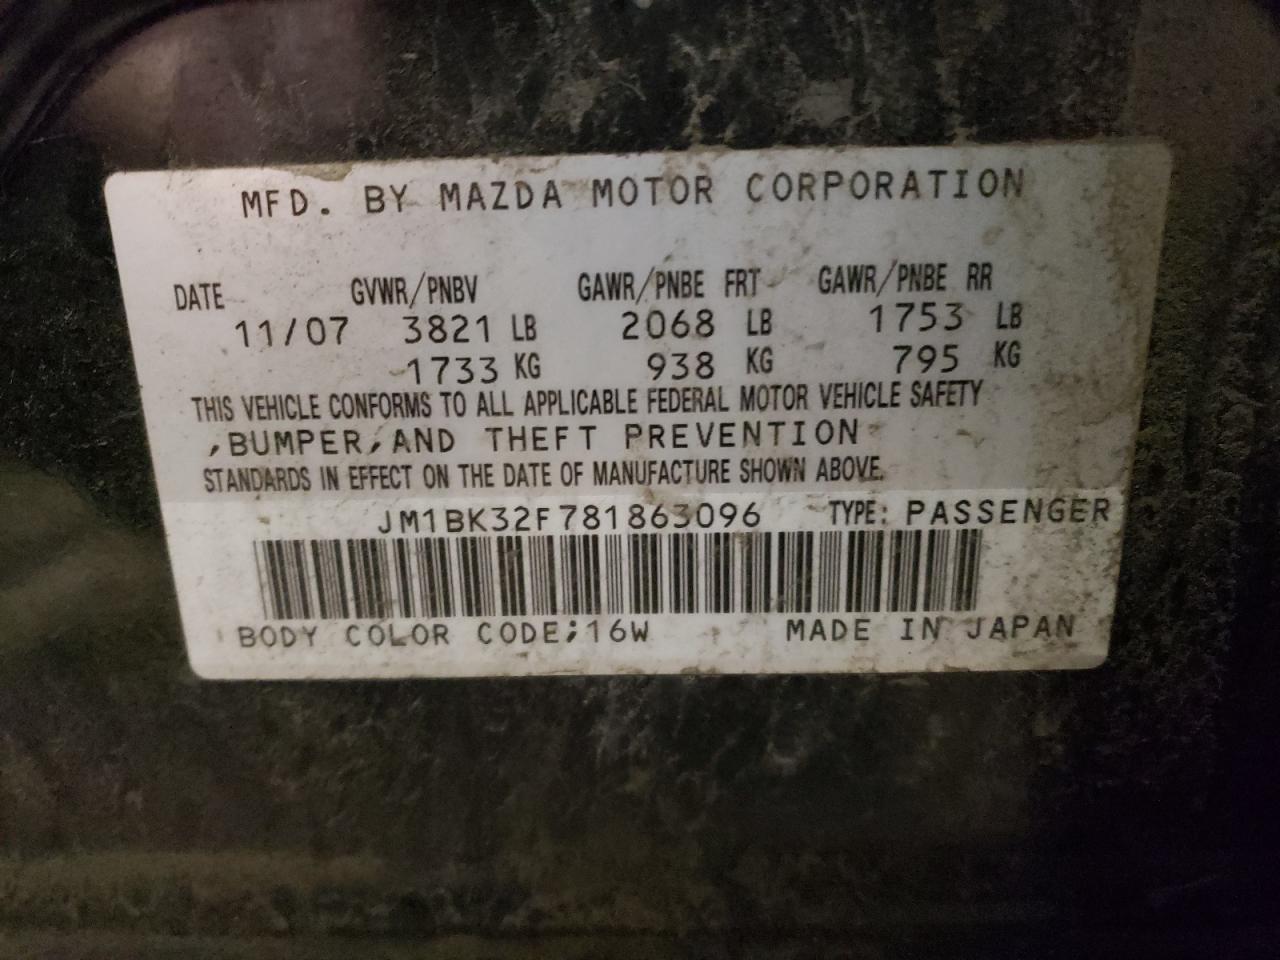 MFD. BY MAZDA MOTOR CORPORATION
DATE GVWR/PNBV GAWR/PNBE FRT GAWR/PNBE RR
11/07 3821 LB 2068 LB 1753 LB
1733 KG 938 KG 795 KG
THIS VEHICLE CONFORMS TO ALL APPLICABLE FEDERAL MOTOR VEHICLE SAFETY
,BUMPER,AND THEFT PREVENTION
STANDARDS IN EFFECT ON THE DATE OF MANUFACTURE SHOWN ABOVE.
JM1BK32F781863096 TYPE: PASSENGER
BODY COLOR CODE;16W MADE IN JAPAN